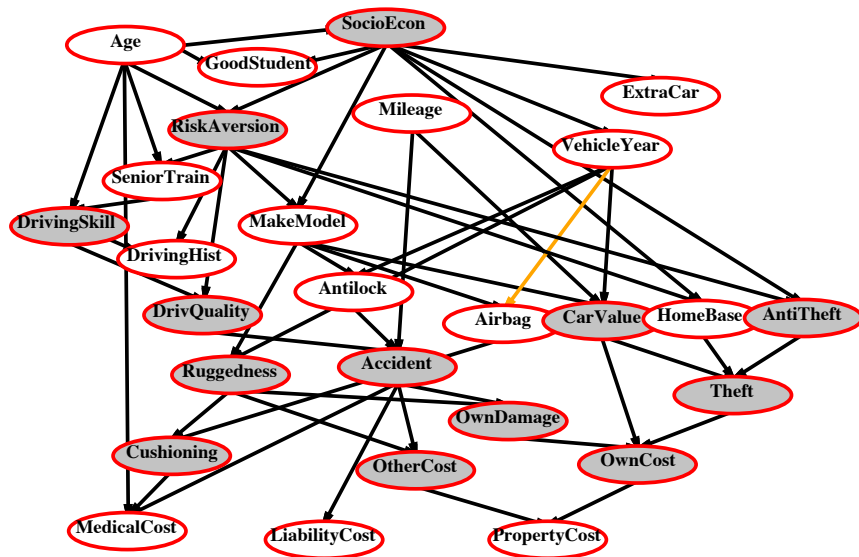 SocioEcon
Age
GoodStudent
ExtraCar
Mileage
RiskAversion
VehicleYear
SeniorTrain
DrivingSkill
MakeModel
DrivingHist
Antilock
DrivQuality
Airbag
CarValue
HomeBase
AntiTheft
Accident
Ruggedness
Theft
OwnDamage
Cushioning
OtherCost
OwnCost
MedicalCost
LiabilityCost
PropertyCost